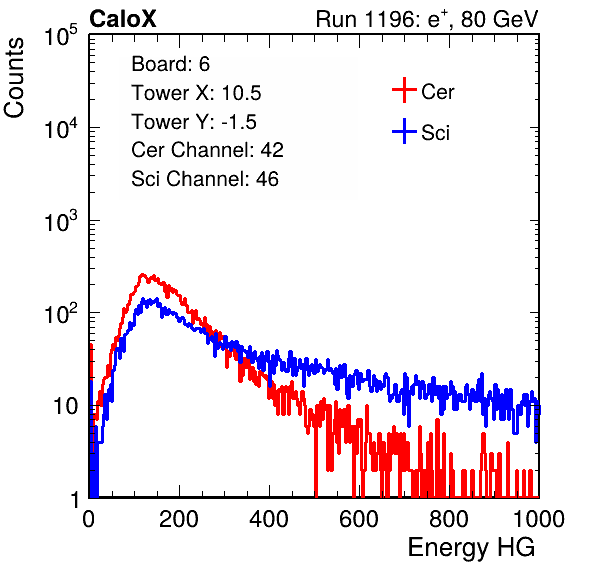 CaloX Run 1196: e⁺, 80 GeV
Counts
10⁵
10⁴
10³
10²
10
1
Board: 6
Tower X: 10.5
Tower Y: -1.5
Cer Channel: 42
Sci Channel: 46
Cer
Sci
0 200 400 600 800 1000
Energy HG